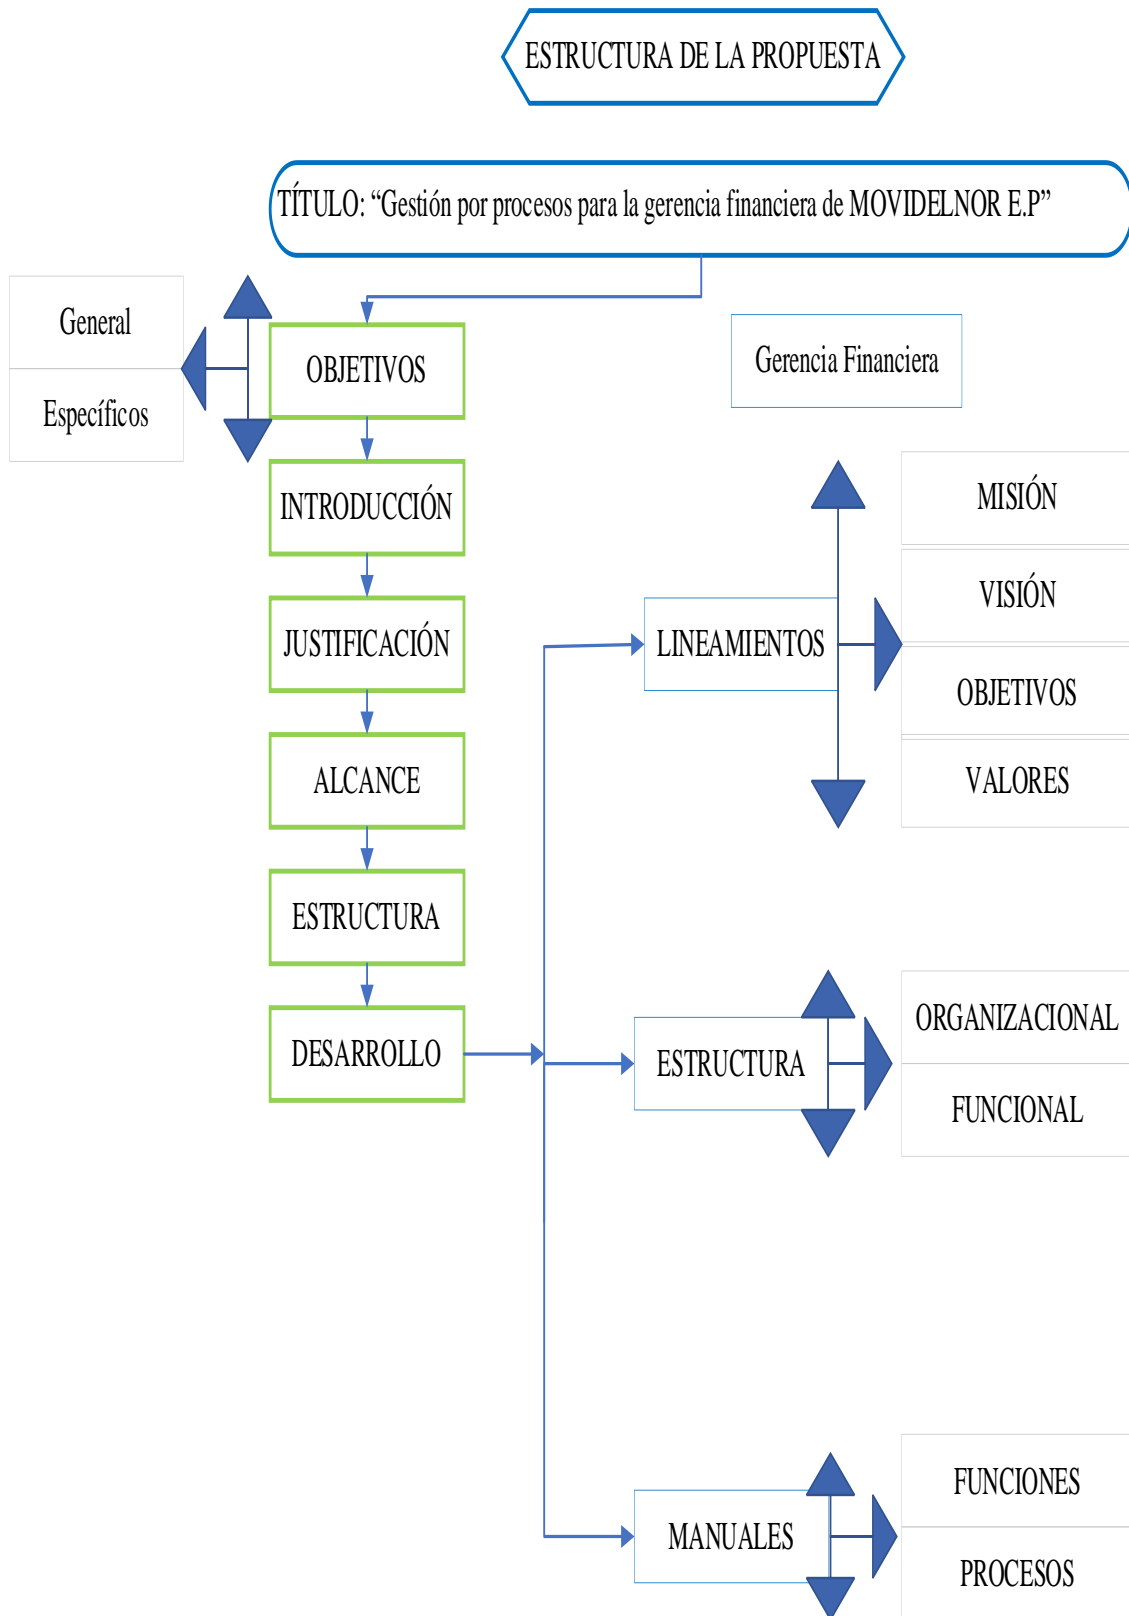 ESTRUCTURA DE LA PROPUESTA
TÍTULO: “Gestión por procesos para la gerencia financiera de MOVIDELNOR E.P”
General
Específicos
OBJETIVOS
Gerencia Financiera
INTRODUCCIÓN
JUSTIFICACIÓN
ALCANCE
ESTRUCTURA
DESARROLLO
LINEAMIENTOS
MISIÓN
VISIÓN
OBJETIVOS
VALORES
ESTRUCTURA
ORGANIZACIONAL
FUNCIONAL
MANUALES
FUNCIONES
PROCESOS